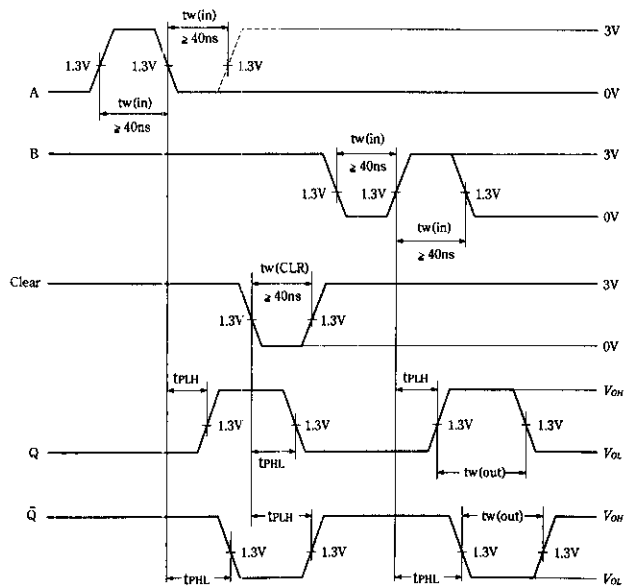 tw(in)
≧ 40ns
3V
1.3V 1.3V 1.3V
A 0V
tw(in)
≧ 40ns
tw(in)
B 3V
≧ 40ns
1.3V 1.3V 1.3V
0V
tw(in)
≧ 40ns
tw(CLR)
Clear 3V
≧ 40ns
1.3V 1.3V
0V
tPLH tPLH VOH
1.3V 1.3V 1.3V 1.3V
Q tPHL VOL
tw(out)
Q̄ tPLH tw(out) VOH
1.3V 1.3V 1.3V 1.3V
tPHL tPHL VOL